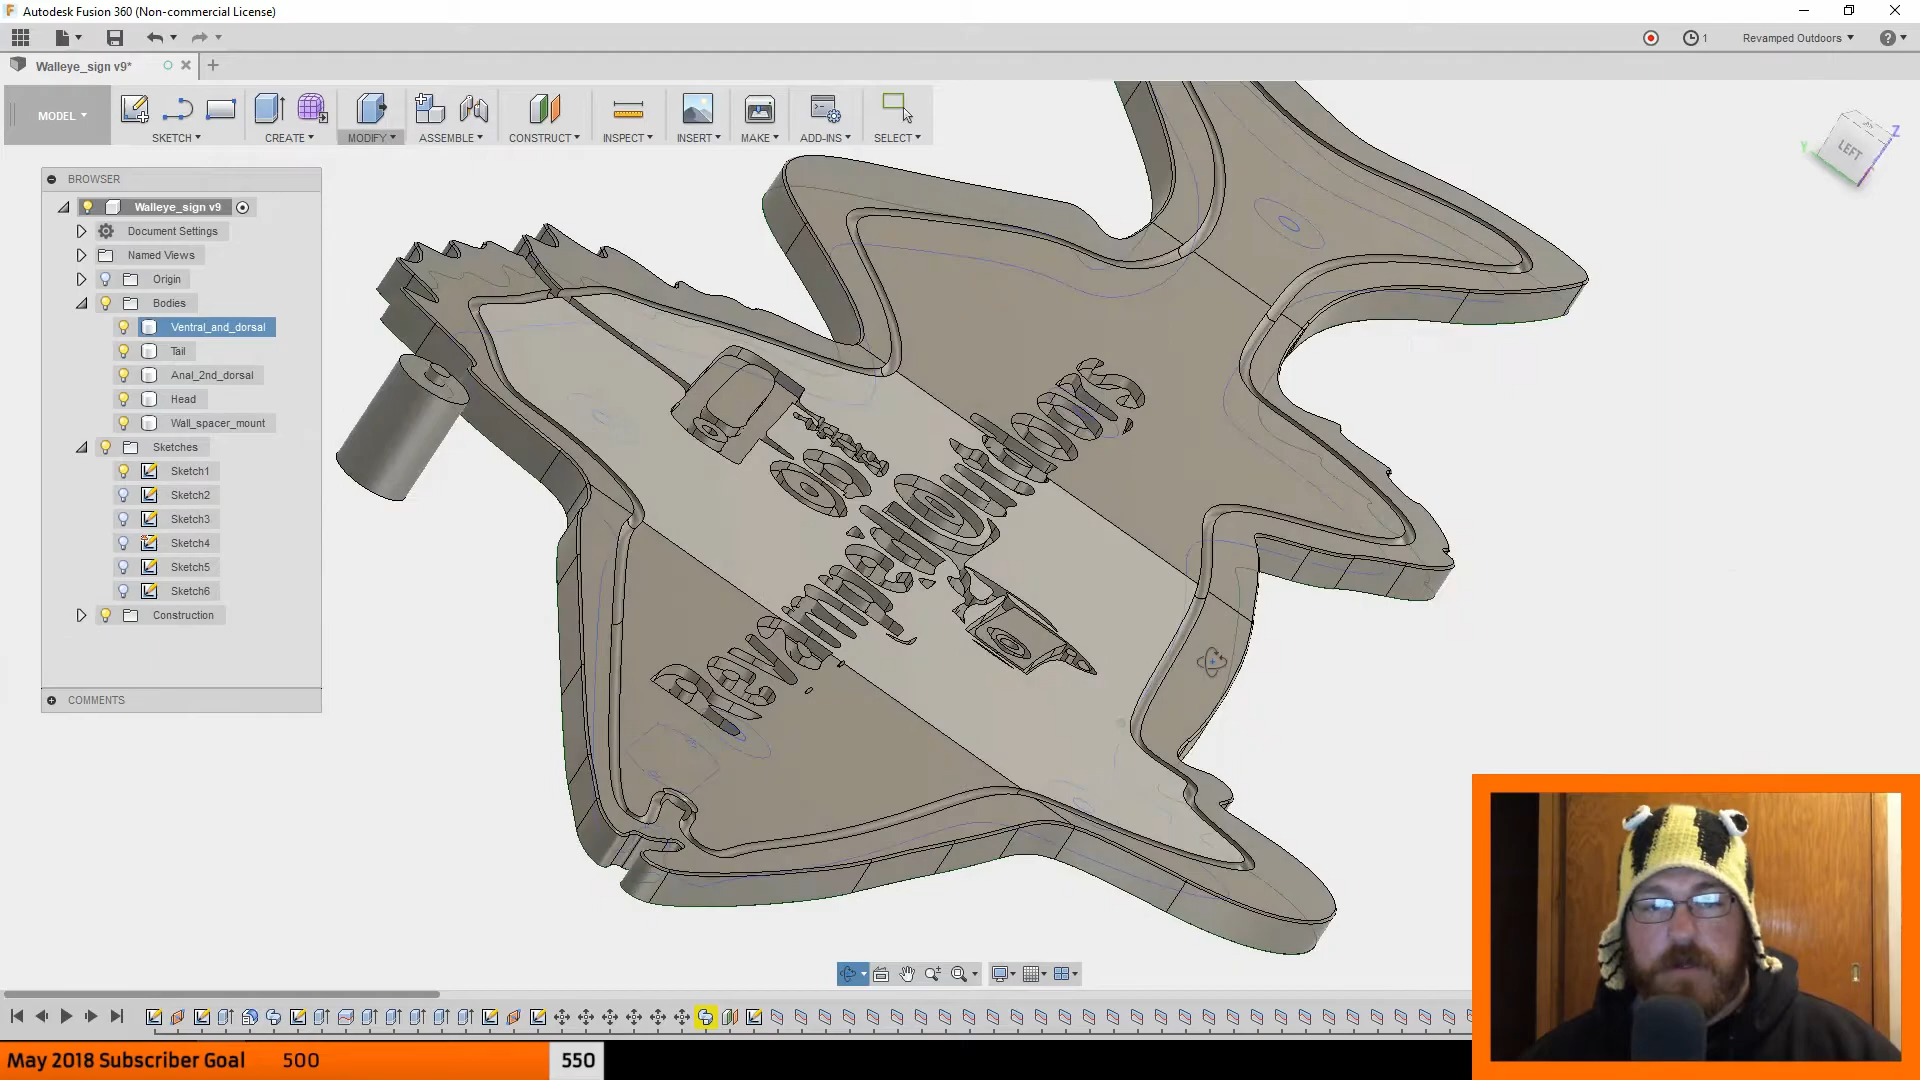 Autodesk Fusion 360 (Non-commercial License)
1
Revamped Outdoors
Walleye_sign v9*
MODEL
SKETCH
CREATE
MODIFY
ASSEMBLE
CONSTRUCT
INSPECT
INSERT
MAKE
ADD-INS
SELECT
LEFT
Z
Y
BROWSER
Walleye_sign v9
Document Settings
Named Views
Origin
Bodies
Ventral_and_dorsal
Tail
Anal_2nd_dorsal
Head
Wall_spacer_mount
Sketches
Sketch1
Sketch2
Sketch3
Sketch4
Sketch5
Sketch6
Construction
COMMENTS
Revamped Outdoors
May 2018 Subscriber Goal 500 550